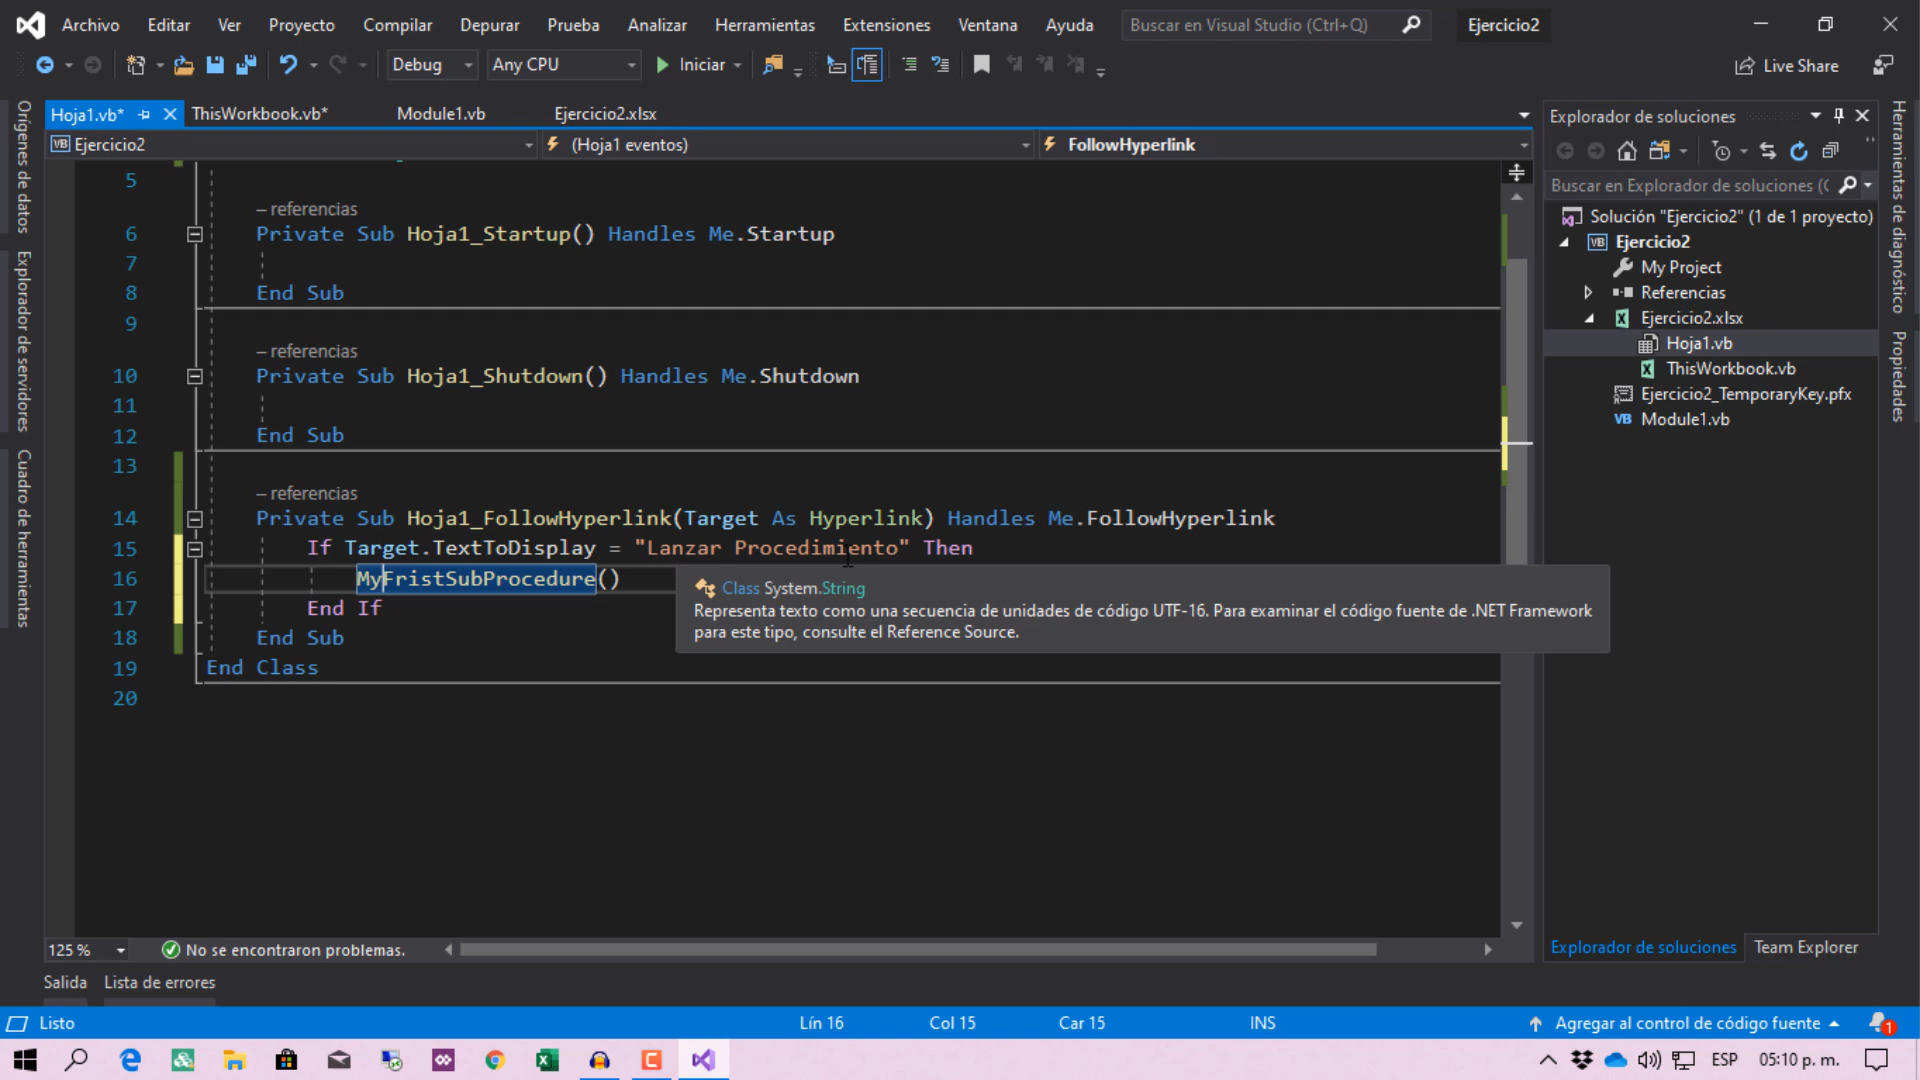 Archivo Editar Ver Proyecto Compilar Depurar Prueba Analizar Herramientas Extensiones Ventana Ayuda Buscar en Visual Studio (Ctrl+Q) Ejercicio2
Debug Any CPU Iniciar Live Share
Hoja1.vb* ThisWorkbook.vb* Module1.vb Ejercicio2.xlsx
Ejercicio2 (Hoja1 eventos) FollowHyperlink
5
– referencias
6 Private Sub Hoja1_Startup() Handles Me.Startup
7
8 End Sub
9
– referencias
10 Private Sub Hoja1_Shutdown() Handles Me.Shutdown
11
12 End Sub
13
– referencias
14 Private Sub Hoja1_FollowHyperlink(Target As Hyperlink) Handles Me.FollowHyperlink
15 If Target.TextToDisplay = "Lanzar Procedimiento" Then
16 MyFristSubProcedure()
17 End If
18 End Sub
19 End Class
20
Class System.String
Representa texto como una secuencia de unidades de código UTF-16. Para examinar el código fuente de .NET Framework
para este tipo, consulte el Reference Source.
125 % No se encontraron problemas.
Salida Lista de errores
Orígenes de datos
Explorador de servidores
Cuadro de herramientas
Explorador de soluciones
Buscar en Explorador de soluciones (C
Solución "Ejercicio2" (1 de 1 proyecto)
VB Ejercicio2
My Project
Referencias
Ejercicio2.xlsx
Hoja1.vb
ThisWorkbook.vb
Ejercicio2_TemporaryKey.pfx
VB Module1.vb
Explorador de soluciones Team Explorer
Herramientas de diagnóstico
Propiedades
Listo Lín 16 Col 15 Car 15 INS Agregar al control de código fuente 1
ESP 05:10 p. m.